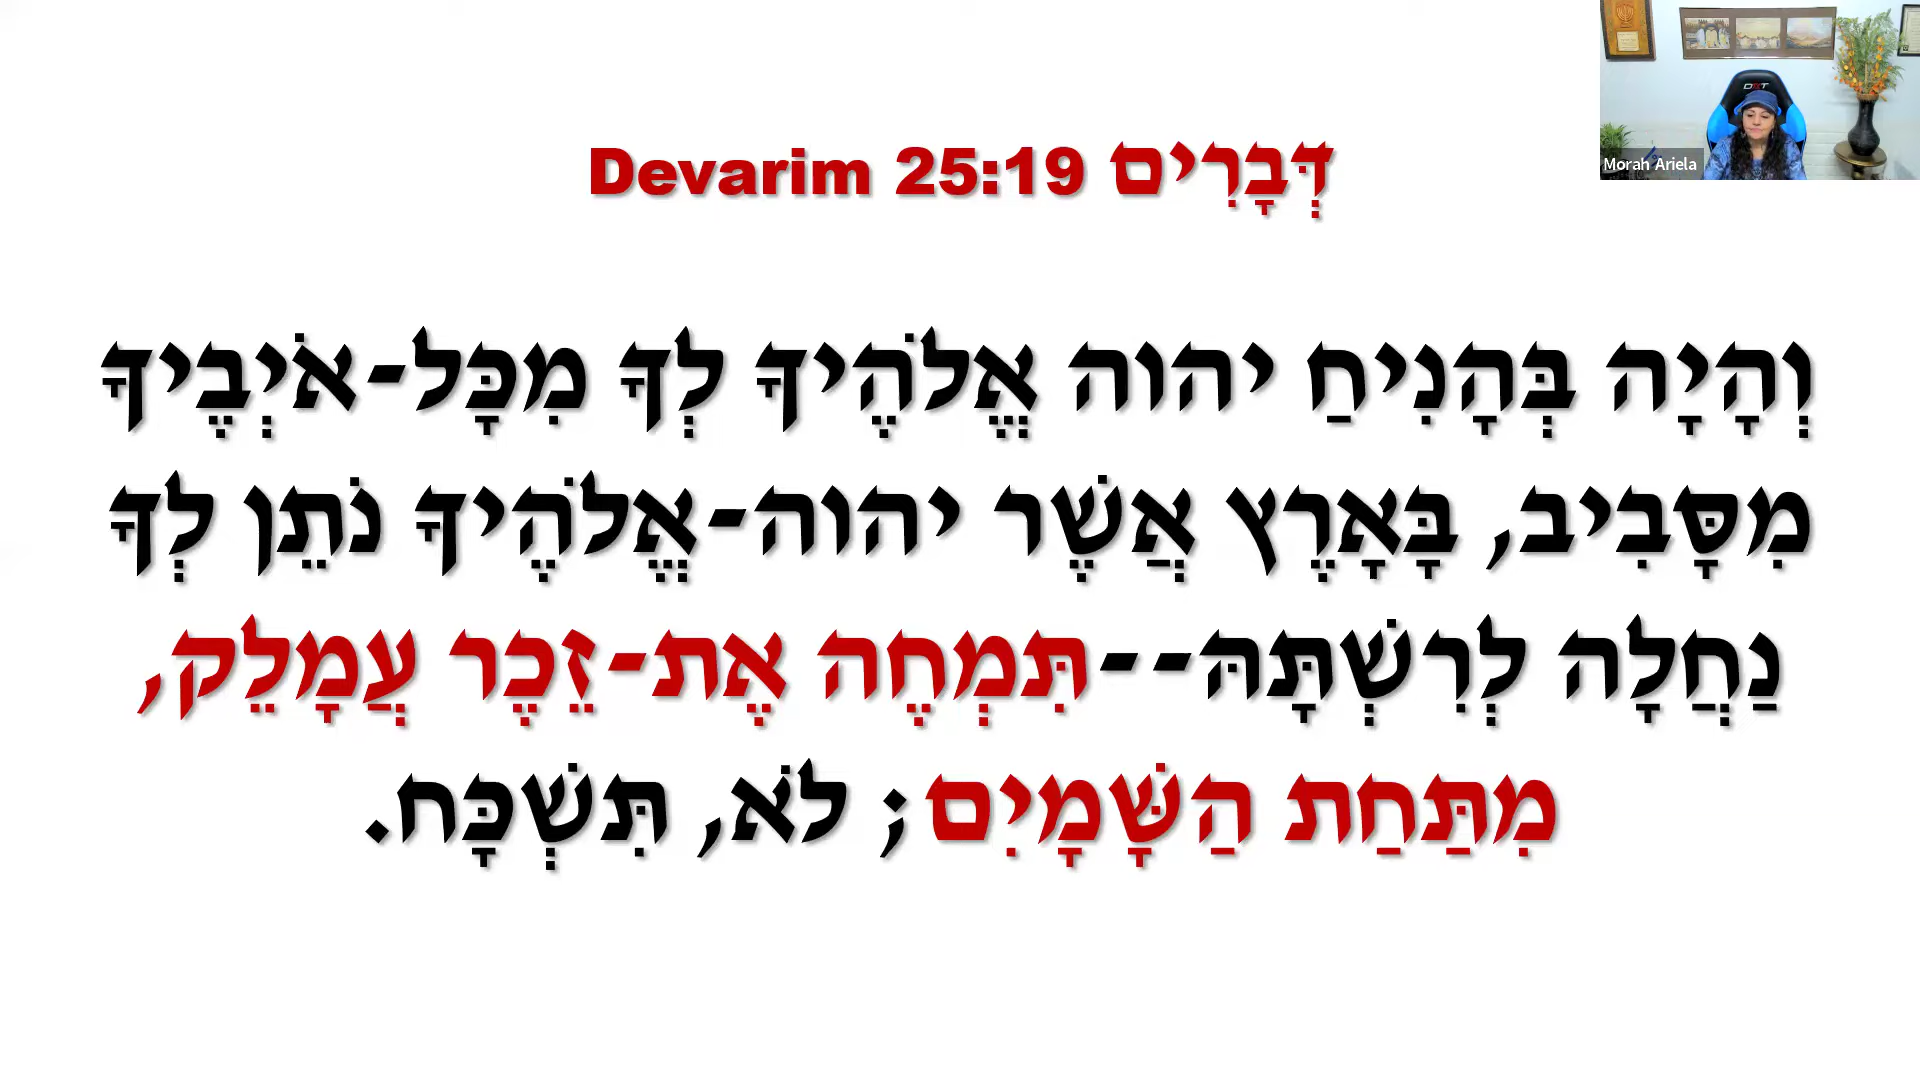 Devarim 25:19 דְּבָרִים
וְהָיָה בְּהָנִיחַ יהוה אֱלֹהֶיךָ לְךָ מִכָּל-אֹיְבֶיךָ
מִסָּבִיב, בָּאָרֶץ אֲשֶׁר יהוה-אֱלֹהֶיךָ נֹתֵן לְךָ
נַחֲלָה לְרִשְׁתָּהּ--תִּמְחֶה אֶת-זֵכֶר עֲמָלֵק,
מִתַּחַת הַשָּׁמָיִם; לֹא, תִּשְׁכָּח.
Morah Ariela